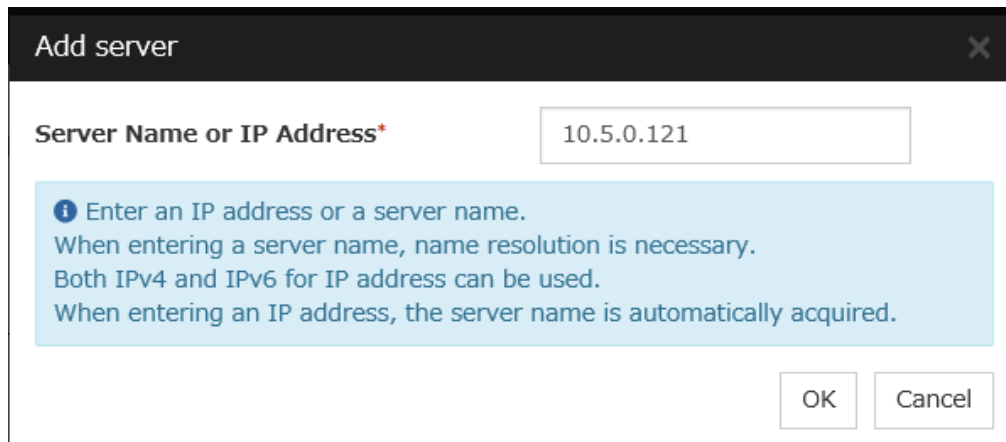 Add server
Server Name or IP Address*
10.5.0.121
Enter an IP address or a server name.
When entering a server name, name resolution is necessary.
Both IPv4 and IPv6 for IP address can be used.
When entering an IP address, the server name is automatically acquired.
OK
Cancel